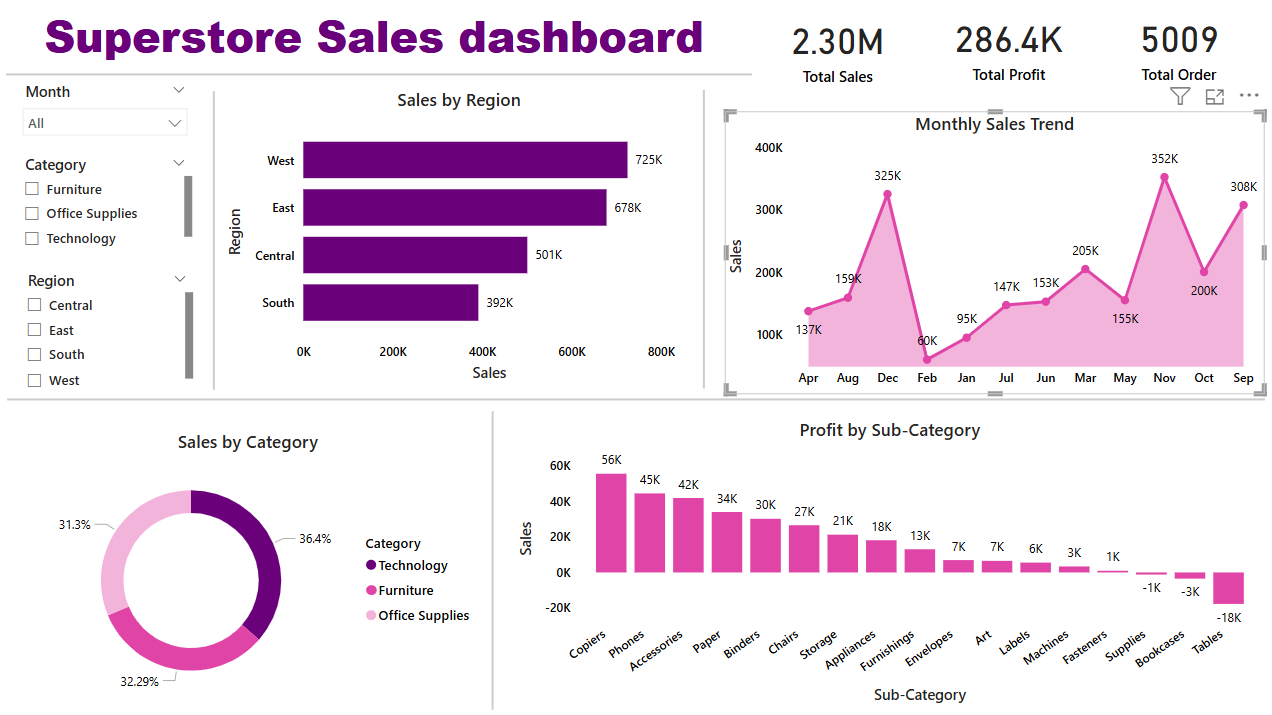 Superstore Sales dashboard
2.30M
Total Sales
286.4K
Total Profit
5009
Total Order
Month
All
Category
Furniture
Office Supplies
Technology
Region
Central
East
South
West
Sales by Region
Region
West
725K
East
678K
Central
501K
South
392K
0K 200K 400K 600K 800K
Sales
Monthly Sales Trend
Sales
400K
300K
200K
100K
137K
159K
325K
60K
95K
147K
153K
205K
155K
352K
200K
308K
Apr Aug Dec Feb Jan Jul Jun Mar May Nov Oct Sep
Sales by Category
31.3%
36.4%
32.29%
Category
Technology
Furniture
Office Supplies
Profit by Sub-Category
Sales
60K
40K
20K
0K
-20K
56K
45K
42K
34K
30K
27K
21K
18K
13K
7K
7K
6K
3K
1K
-1K
-3K
-18K
Copiers
Phones
Accessories
Paper
Binders
Chairs
Storage
Appliances
Furnishings
Envelopes
Art
Labels
Machines
Fasteners
Supplies
Bookcases
Tables
Sub-Category